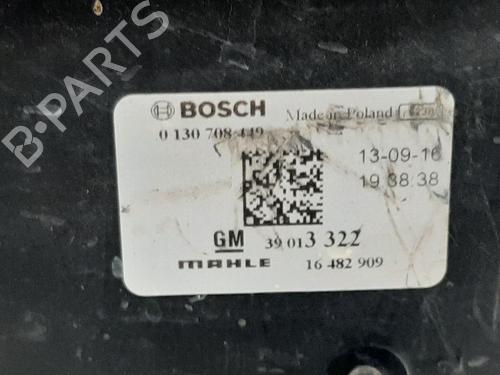 B-PARTS
BOSCH Made in Poland
0 130 708 449
13-09-16
19 38 38
GM 39 013 322
MAHLE 16 482 909